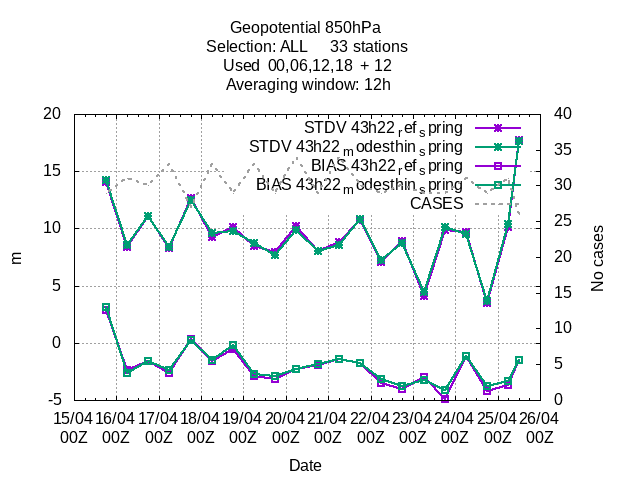 Geopotential 850hPa
Selection: ALL     33 stations
Used  00,06,12,18  + 12
Averaging window: 12h
STDV 43h22_ref_spring
STDV 43h22_modesthin_spring
BIAS 43h22_ref_spring
BIAS 43h22_modesthin_spring
CASES
20
15
10
5
0
-5
m
40
35
30
25
20
15
10
5
0
No cases
15/04 16/04 17/04 18/04 19/04 20/04 21/04 22/04 23/04 24/04 25/04 26/04
00Z 00Z 00Z 00Z 00Z 00Z 00Z 00Z 00Z 00Z 00Z 00Z
Date